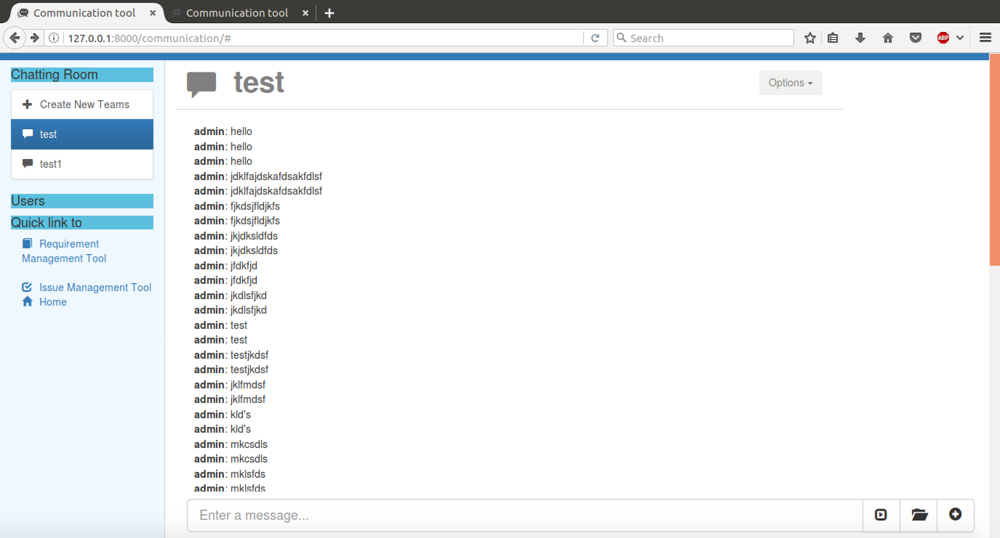 Communication tool
Communication tool
127.0.0.1:8000/communication/#
Search
ABP
Chatting Room
Create New Teams
test
test1
Users
Quick link to
Requirement
Management Tool
Issue Management Tool
Home
test
Options
admin: hello
admin: hello
admin: hello
admin: jdklfajdskafdsakfdlsf
admin: jdklfajdskafdsakfdlsf
admin: fjkdsjfldjkfs
admin: fjkdsjfldjkfs
admin: jkjdksldfds
admin: jkjdksldfds
admin: jfdkfjd
admin: jfdkfjd
admin: jkdlsfjkd
admin: jkdlsfjkd
admin: test
admin: test
admin: testjkdsf
admin: testjkdsf
admin: jklfmdsf
admin: jklfmdsf
admin: kld's
admin: kld's
admin: mkcsdls
admin: mkcsdls
admin: mklsfds
admin: mklsfds
Enter a message...